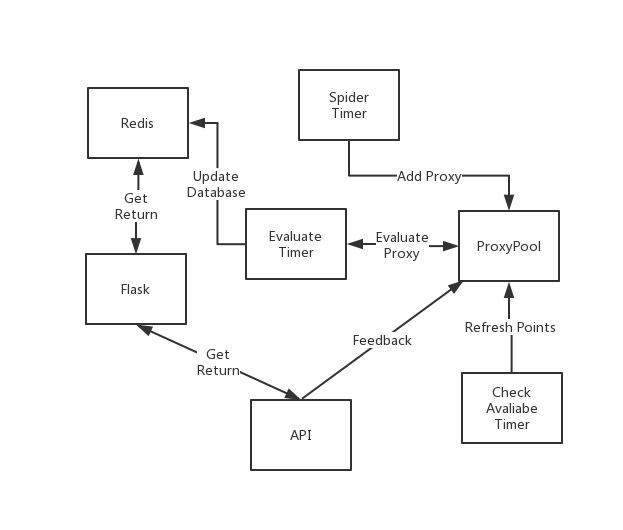 Spider
Timer
Redis
Add Proxy
Update
Database
Get
Return
Evaluate
Timer
Evaluate
Proxy
ProxyPool
Flask
Refresh Points
Feedback
Get
Return
Check
Avaliabe
Timer
API